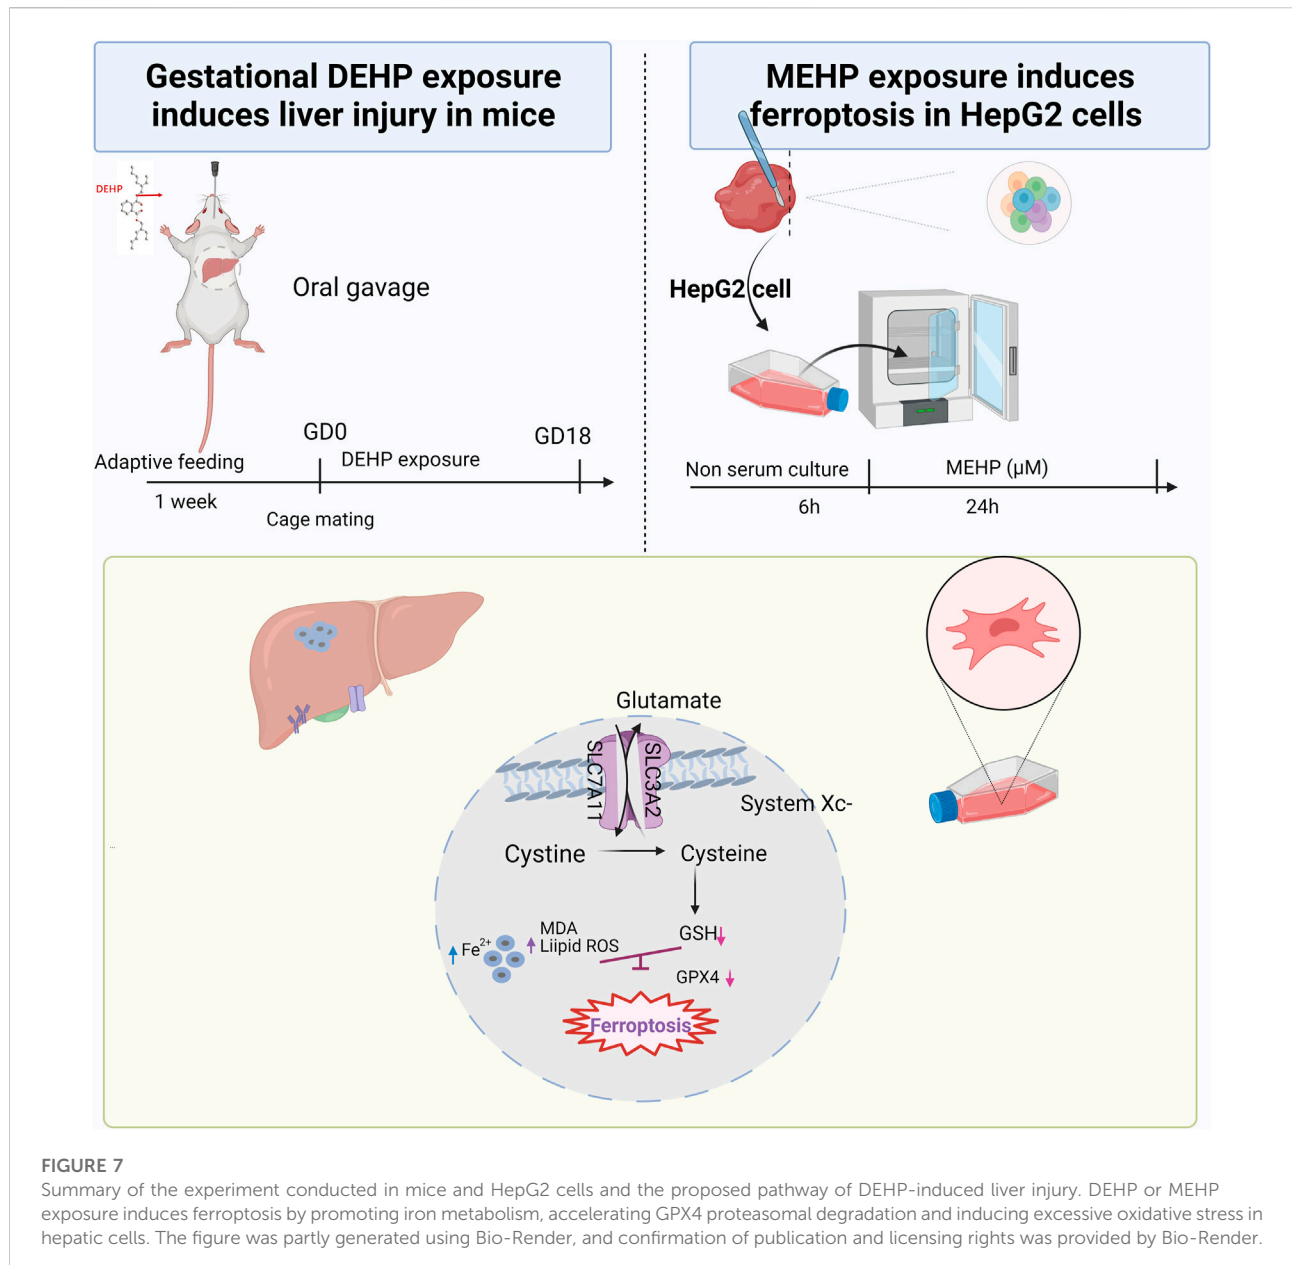 Gestational DEHP exposure
induces liver injury in mice
MEHP exposure induces
ferroptosis in HepG2 cells
DEHP
Oral gavage
HepG2 cell
GD0
GD18
Adaptive feeding
DEHP exposure
1 week
Cage mating
Non serum culture
MEHP (μM)
6h
24h
Glutamate
SLC7A11
SLC3A2
System Xc-
Cystine
Cysteine
MDA
Liipid ROS
Fe²⁺
GSH
GPX4
Ferroptosis
FIGURE 7
Summary of the experiment conducted in mice and HepG2 cells and the proposed pathway of DEHP-induced liver injury. DEHP or MEHP
exposure induces ferroptosis by promoting iron metabolism, accelerating GPX4 proteasomal degradation and inducing excessive oxidative stress in
hepatic cells. The figure was partly generated using Bio-Render, and confirmation of publication and licensing rights was provided by Bio-Render.